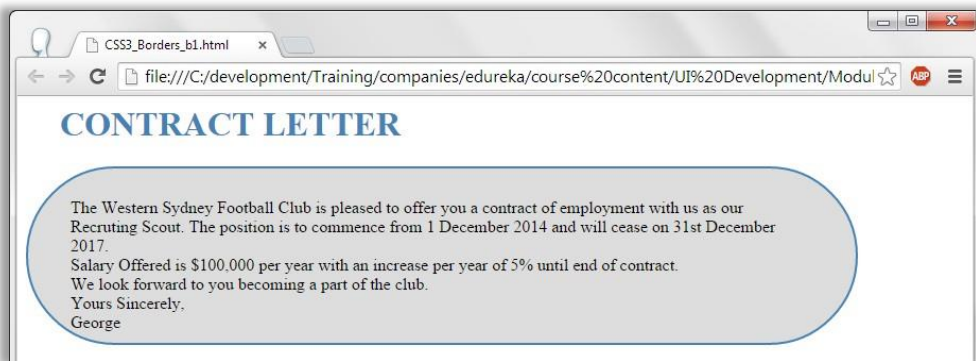 CSS3_Borders_b1.html
file:///C:/development/Training/companies/edureka/course%20content/UI%20Development/Modul
ABP
CONTRACT LETTER
The Western Sydney Football Club is pleased to offer you a contract of employment with us as our
Recruting Scout. The position is to commence from 1 December 2014 and will cease on 31st December
2017.
Salary Offered is $100,000 per year with an increase per year of 5% until end of contract.
We look forward to you becoming a part of the club.
Yours Sincerely,
George